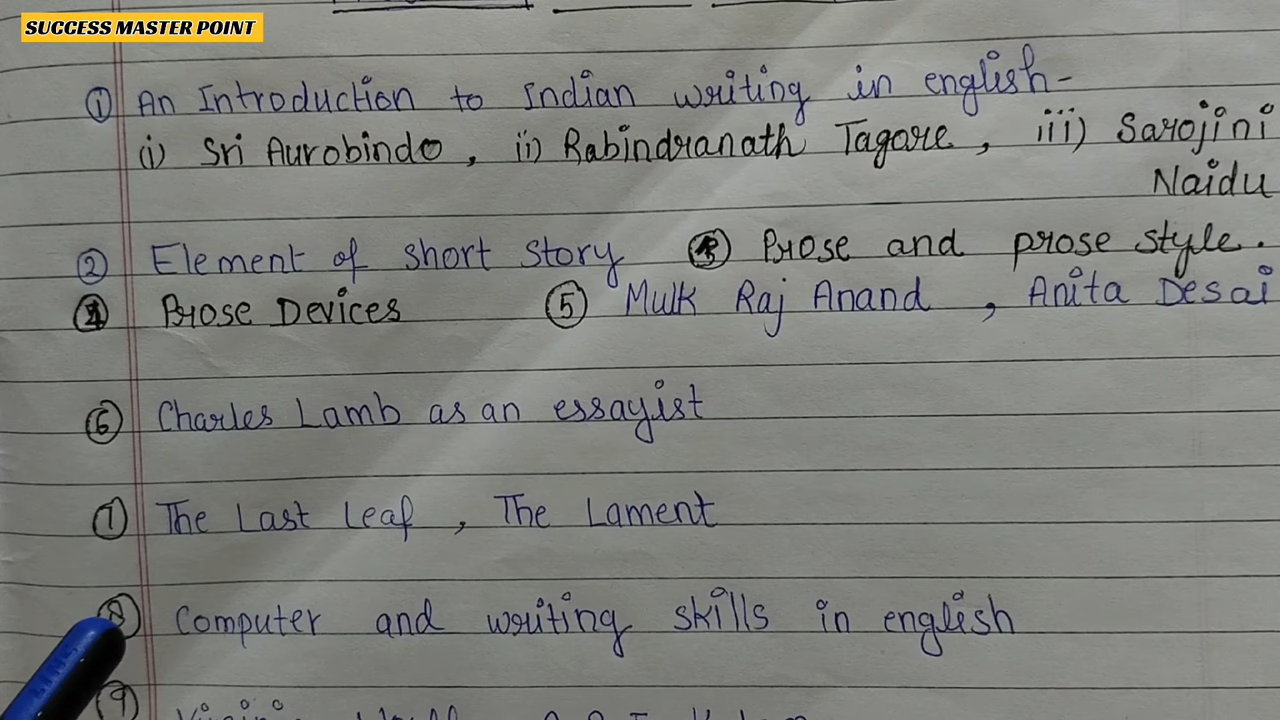 SUCCESS MASTER POINT
① An Introduction to Indian writing in english-
(i) Sri Aurobindo, ii) Rabindranath Tagore, iii) Sarojini
Naidu
② Element of short story ③ Prose and prose style.
④ Prose Devices ⑤ Mulk Raj Anand, Anita Desai
⑥ Charles Lamb as an essayist
⑦ The Last Leaf, The Lament
⑧ Computer and writing skills in english
⑨